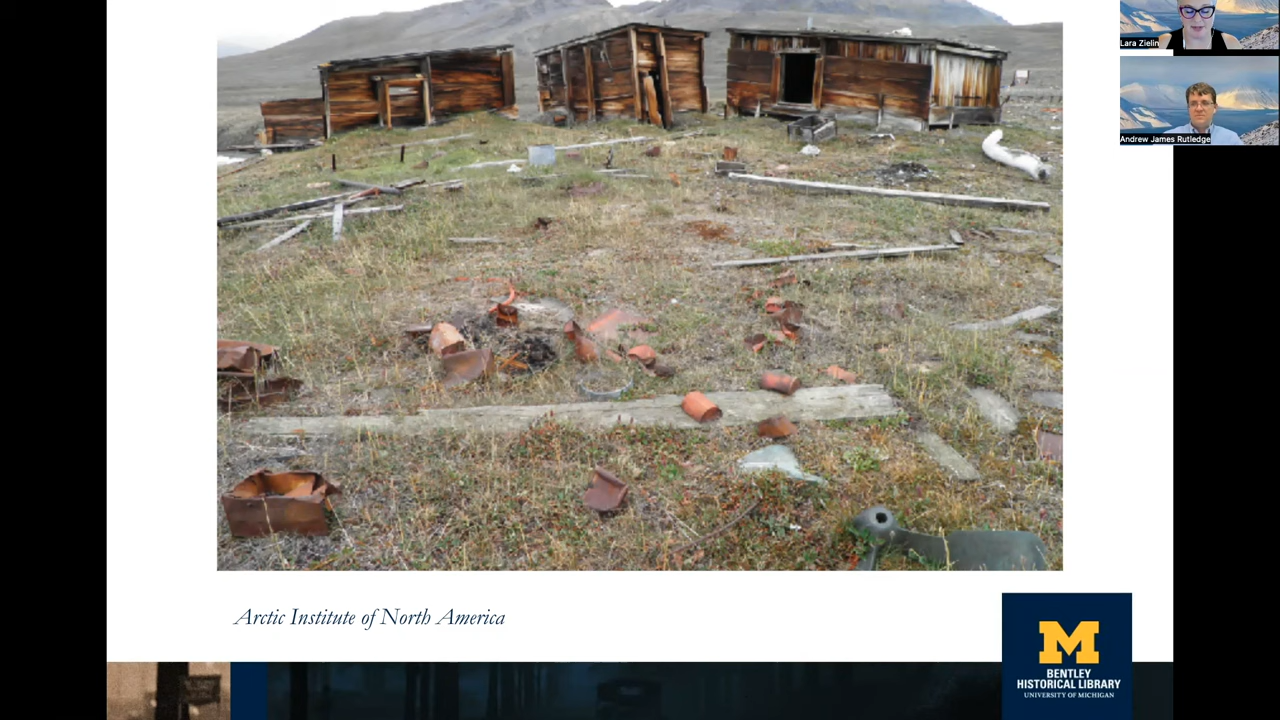 Lara Zielin
Andrew James Rutledge
Arctic Institute of North America
M
BENTLEY
HISTORICAL LIBRARY
UNIVERSITY OF MICHIGAN